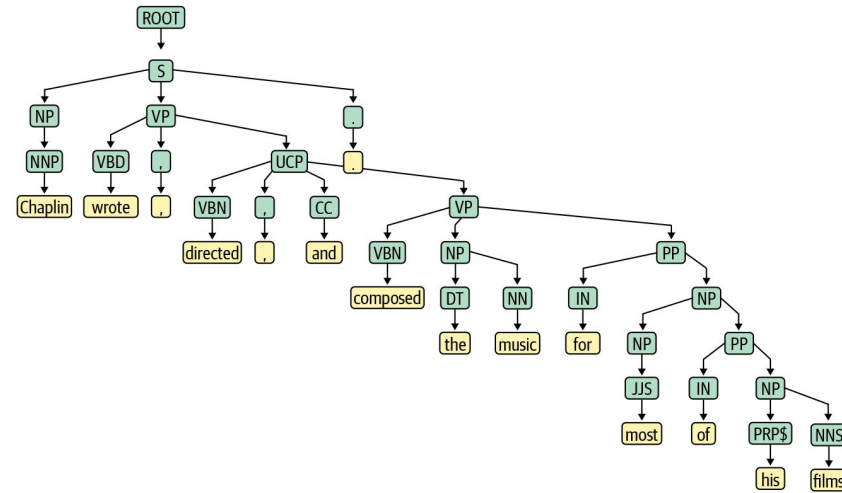 ROOT
S
NP VP .
NNP VBD , UCP .
Chaplin wrote , VBN , CC VP
directed , and VBN NP PP
composed DT NN IN NP
the music for NP PP
JJS IN NP
most of PRP$ NNS
his films